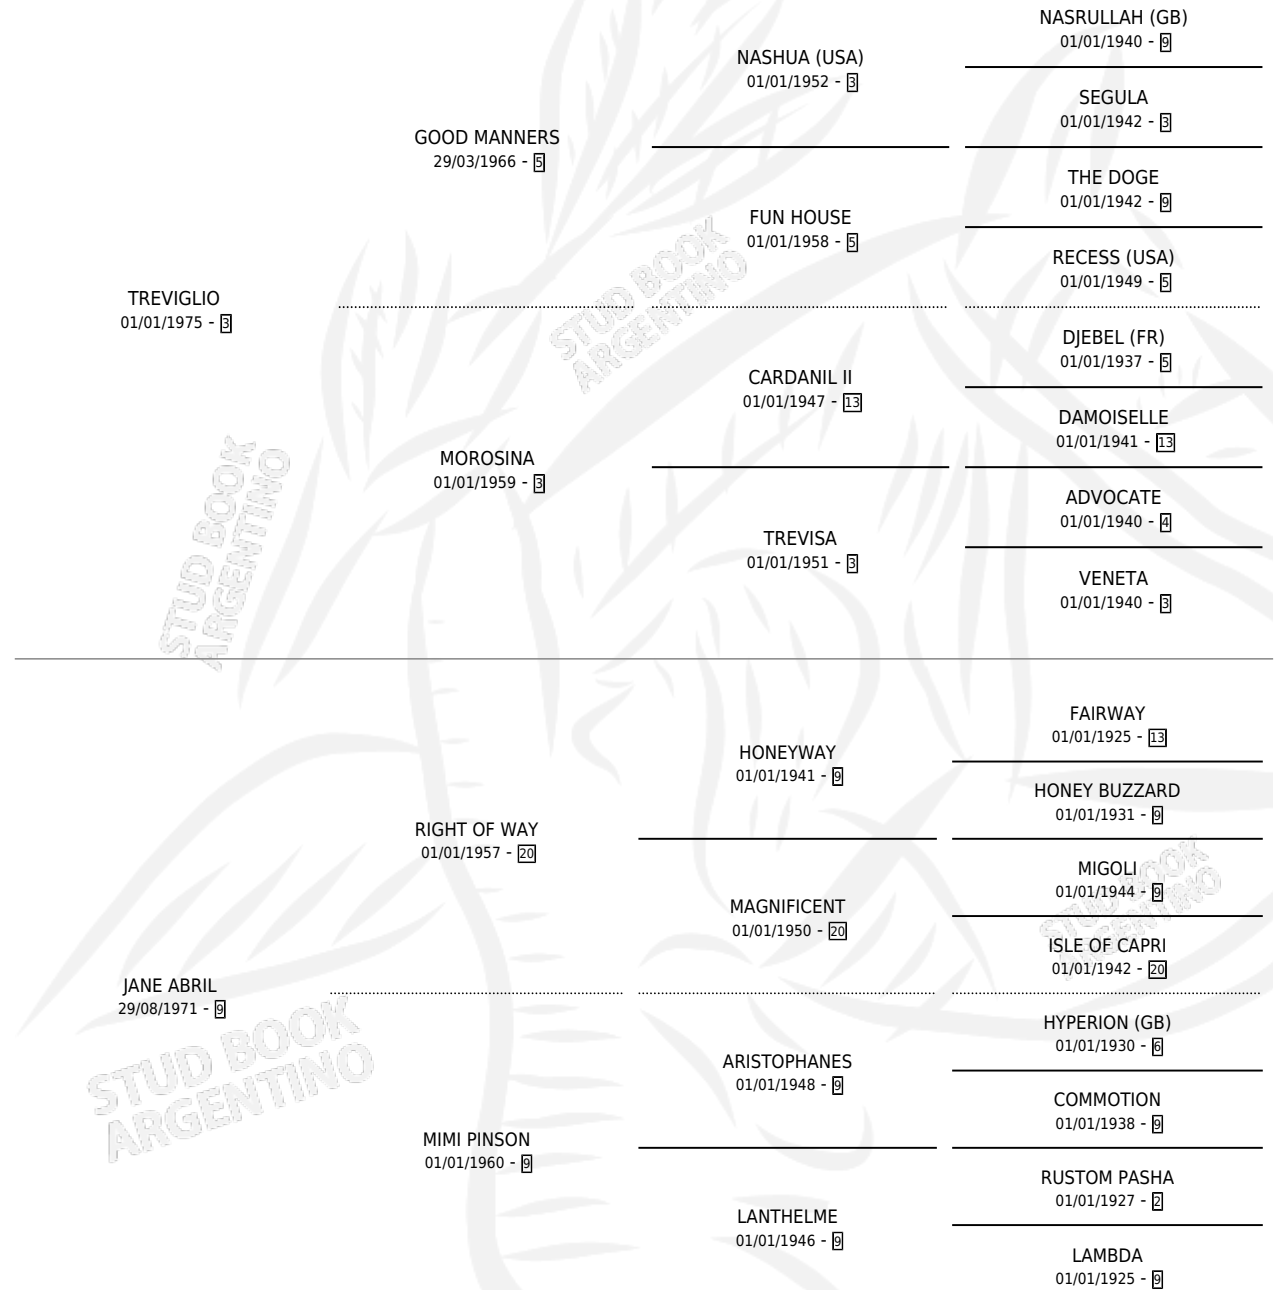 NASRULLAH (GB)
01/01/1940 - 9
NASHUA (USA)
01/01/1952 - 3
SEGULA
01/01/1942 - 3
GOOD MANNERS
29/03/1966 - 5
THE DOGE
01/01/1942 - 9
FUN HOUSE
01/01/1958 - 5
RECESS (USA)
01/01/1949 - 5
TREVIGLIO
01/01/1975 - 3
DJEBEL (FR)
01/01/1937 - 5
CARDANIL II
01/01/1947 - 13
DAMOISELLE
01/01/1941 - 13
MOROSINA
01/01/1959 - 3
ADVOCATE
01/01/1940 - 4
TREVISA
01/01/1951 - 3
VENETA
01/01/1940 - 3
FAIRWAY
01/01/1925 - 13
HONEYWAY
01/01/1941 - 9
HONEY BUZZARD
01/01/1931 - 9
RIGHT OF WAY
01/01/1957 - 20
MIGOLI
01/01/1944 - 9
MAGNIFICENT
01/01/1950 - 20
ISLE OF CAPRI
01/01/1942 - 20
JANE ABRIL
29/08/1971 - 9
HYPERION (GB)
01/01/1930 - 6
ARISTOPHANES
01/01/1948 - 9
COMMOTION
01/01/1938 - 9
MIMI PINSON
01/01/1960 - 9
RUSTOM PASHA
01/01/1927 - 2
LANTHELME
01/01/1946 - 9
LAMBDA
01/01/1925 - 9
STUD BOOK
ARGENTINO
STUD BOOK
ARGENTINO
STUD BOOK
ARGENTINO
STUD BOOK
ARGENTINO